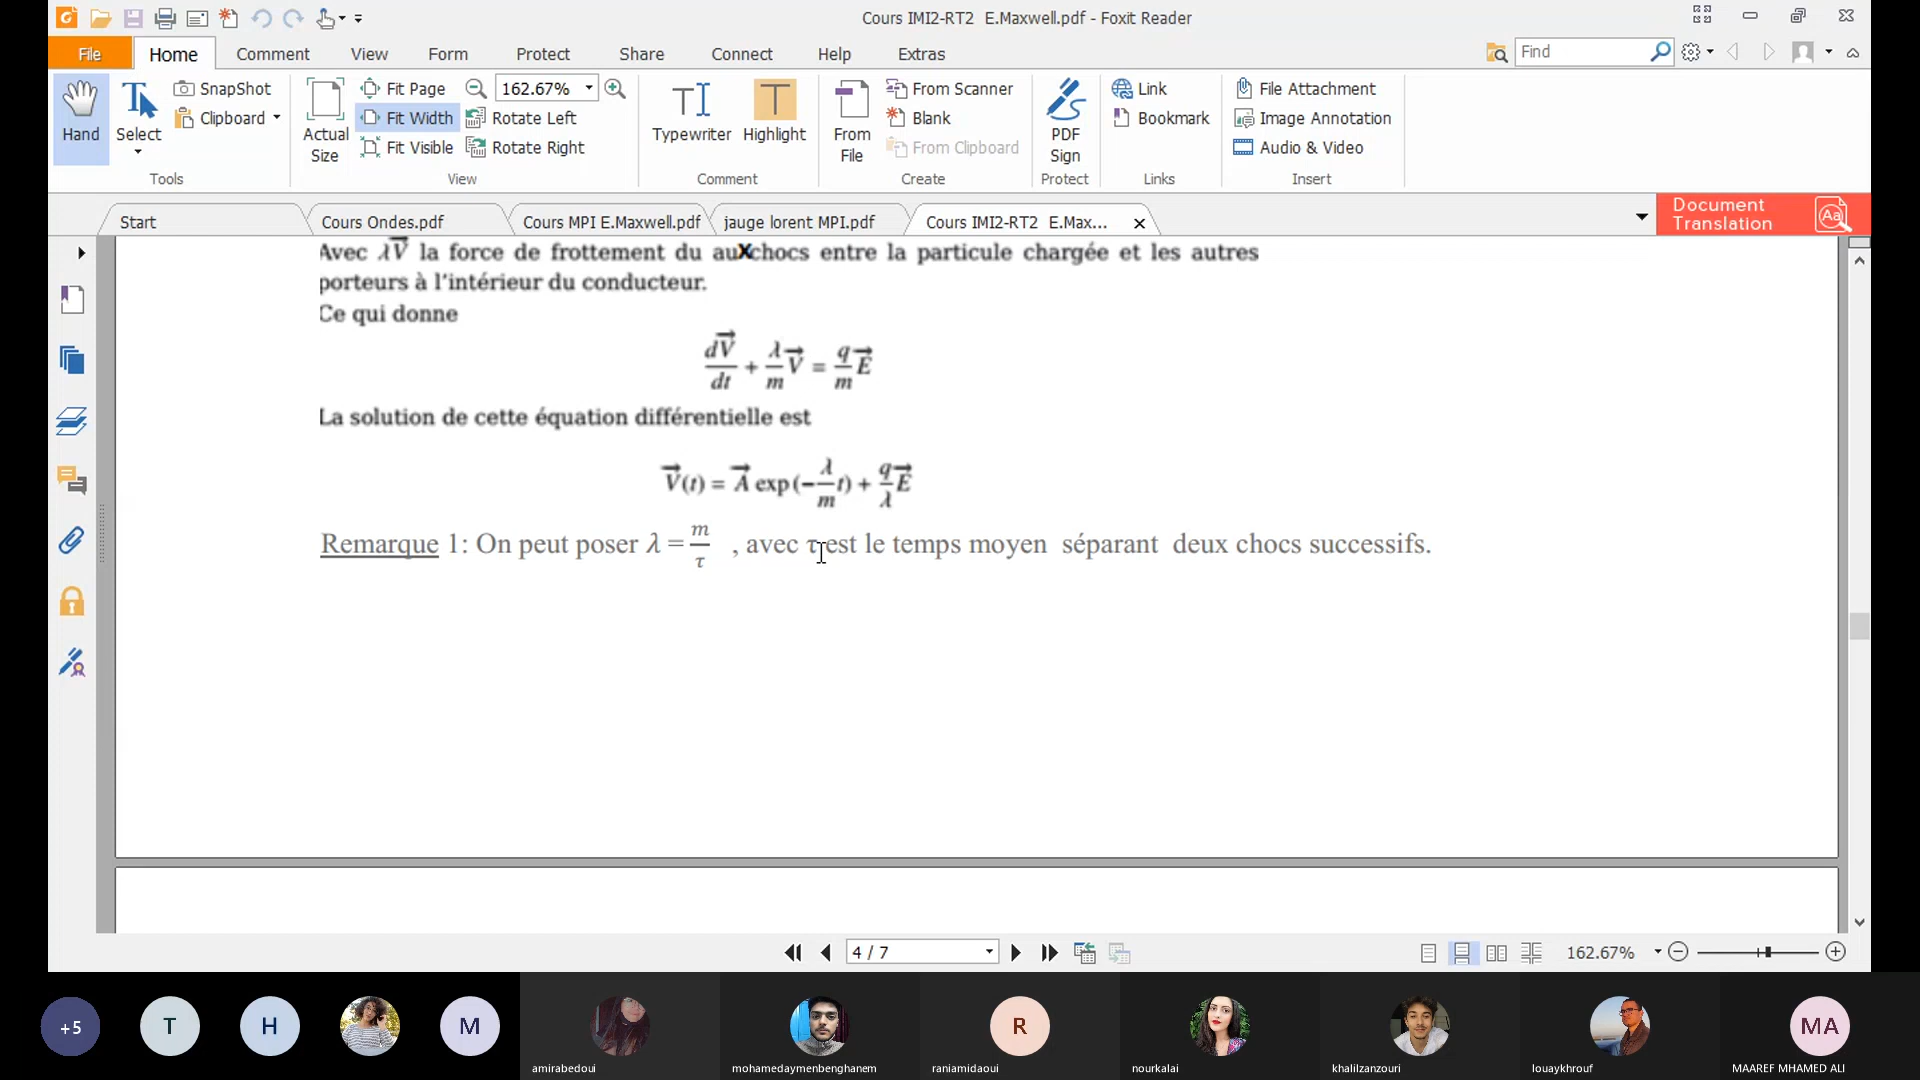 Cours IMI2-RT2 E.Maxwell.pdf - Foxit Reader
File Home Comment View Form Protect Share Connect Help Extras Find
Hand Select SnapShot Clipboard
Tools
Actual Size Fit Page Fit Width Fit Visible 162.67% Rotate Left Rotate Right
View
Typewriter Highlight
Comment
From File From Scanner Blank From Clipboard
Create
PDF Sign
Protect
Link Bookmark
Links
File Attachment Image Annotation Audio & Video
Insert
Start Cours Ondes.pdf Cours MPI E.Maxwell.pdf jauge lorent MPI.pdf Cours IMI2-RT2 E.Max...
Document Translation
Avec λV⃗ la force de frottement du aux chocs entre la particule chargée et les autres
porteurs à l'intérieur du conducteur.
Ce qui donne
dV⃗/dt + λ/m V⃗ = q/m E⃗
La solution de cette équation différentielle est
V⃗(t) = A⃗ exp(−λ/m t) + q/λ E⃗
Remarque 1: On peut poser λ = m/τ , avec τ est le temps moyen séparant deux chocs successifs.
4 / 7 162.67%
+5 T H M R MA
amirabedoui mohamedaymenbenghanem raniamidaoui nourkalai khalilzanzouri louaykhrouf MAAREF MHAMED ALI